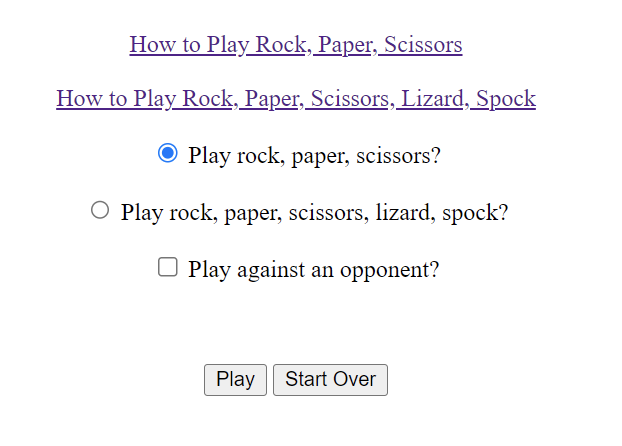 How to Play Rock, Paper, Scissors
How to Play Rock, Paper, Scissors, Lizard, Spock
Play rock, paper, scissors?
Play rock, paper, scissors, lizard, spock?
Play against an opponent?
Play Start Over